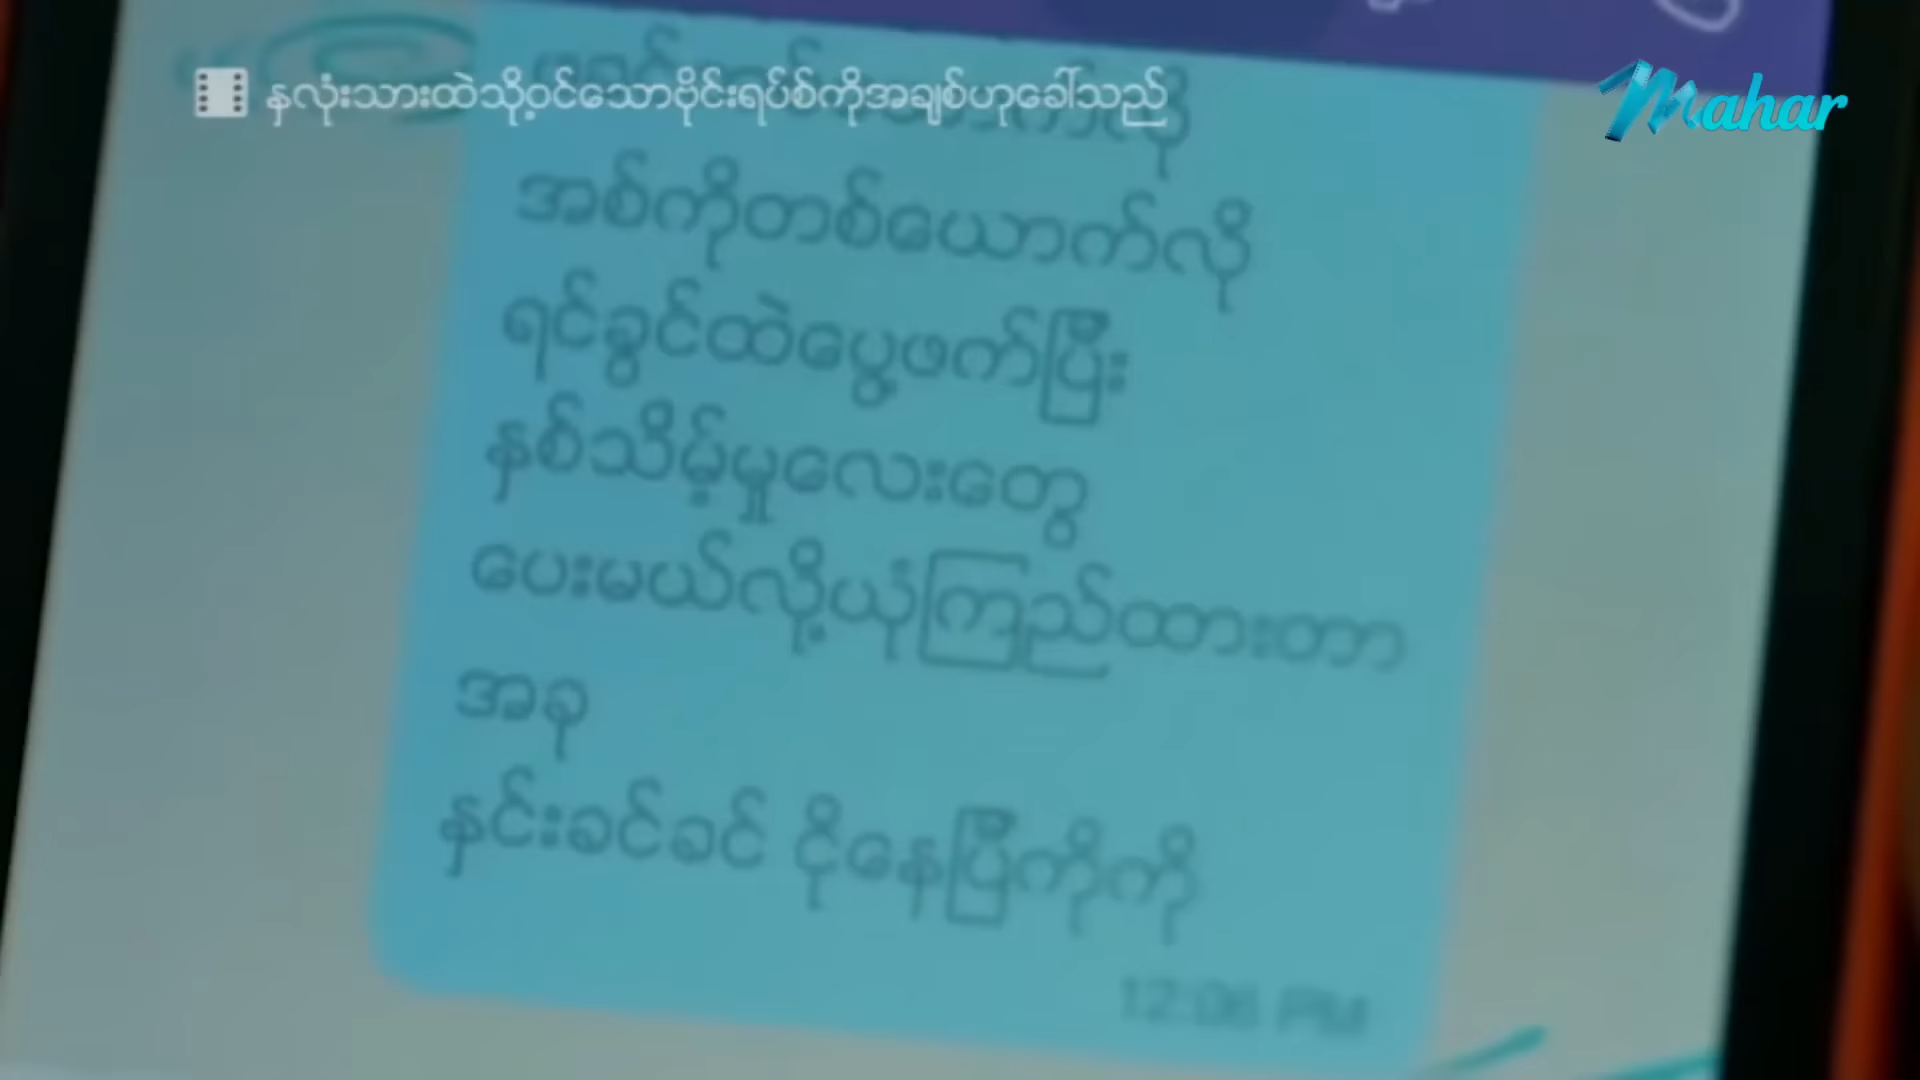 နှလုံးသားထဲသို့ဝင်သောဗိုင်းရပ်စ်ကိုအချစ်ဟုခေါ်သည်
Mahar
အစ်ကိုတစ်ယောက်လို
ရင်ခွင်ထဲပွေ့ဖက်ပြီး
နှစ်သိမ့်မှုလေးတွေ
ပေးမယ်လို့ယုံကြည်ထားတာ
အခု
နှင်းခင်ခင် ငိုနေပြီကိုကို
12:06 PM